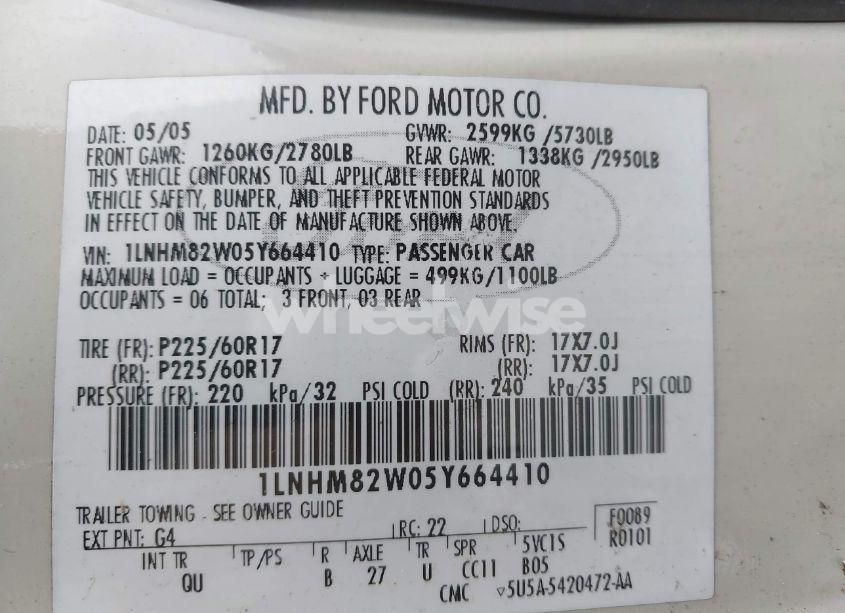 MFD. BY FORD MOTOR CO.
DATE: 05/05 GVWR: 2599KG /5730LB
FRONT GAWR: 1260KG/2780LB REAR GAWR: 1338KG /2950LB
THIS VEHICLE CONFORMS TO ALL APPLICABLE FEDERAL MOTOR
VEHICLE SAFETY, BUMPER, AND THEFT PREVENTION STANDARDS
IN EFFECT ON THE DATE OF MANUFACTURE SHOWN ABOVE.
VIN: 1LNHM82W05Y664410 TYPE: PASSENGER CAR
MAXIMUM LOAD = OCCUPANTS + LUGGAGE = 499KG/1100LB
OCCUPANTS = 06 TOTAL; 3 FRONT, 03 REAR
wheelwise
TIRE (FR): P225/60R17 RIMS (FR): 17X7.0J
(RR): P225/60R17 (RR): 17X7.0J
PRESSURE (FR): 220 kPa/32 PSI COLD (RR): 240 kPa/35 PSI COLD
1LNHM82W05Y664410
TRAILER TOWING - SEE OWNER GUIDE F0089
EXT PNT: G4 RC: 22 DSO: R0101
INT TR TP/PS R AXLE TR SPR 5VC1S
QU B 27 U CC11 B05
CMC ▽5U5A-5420472-AA